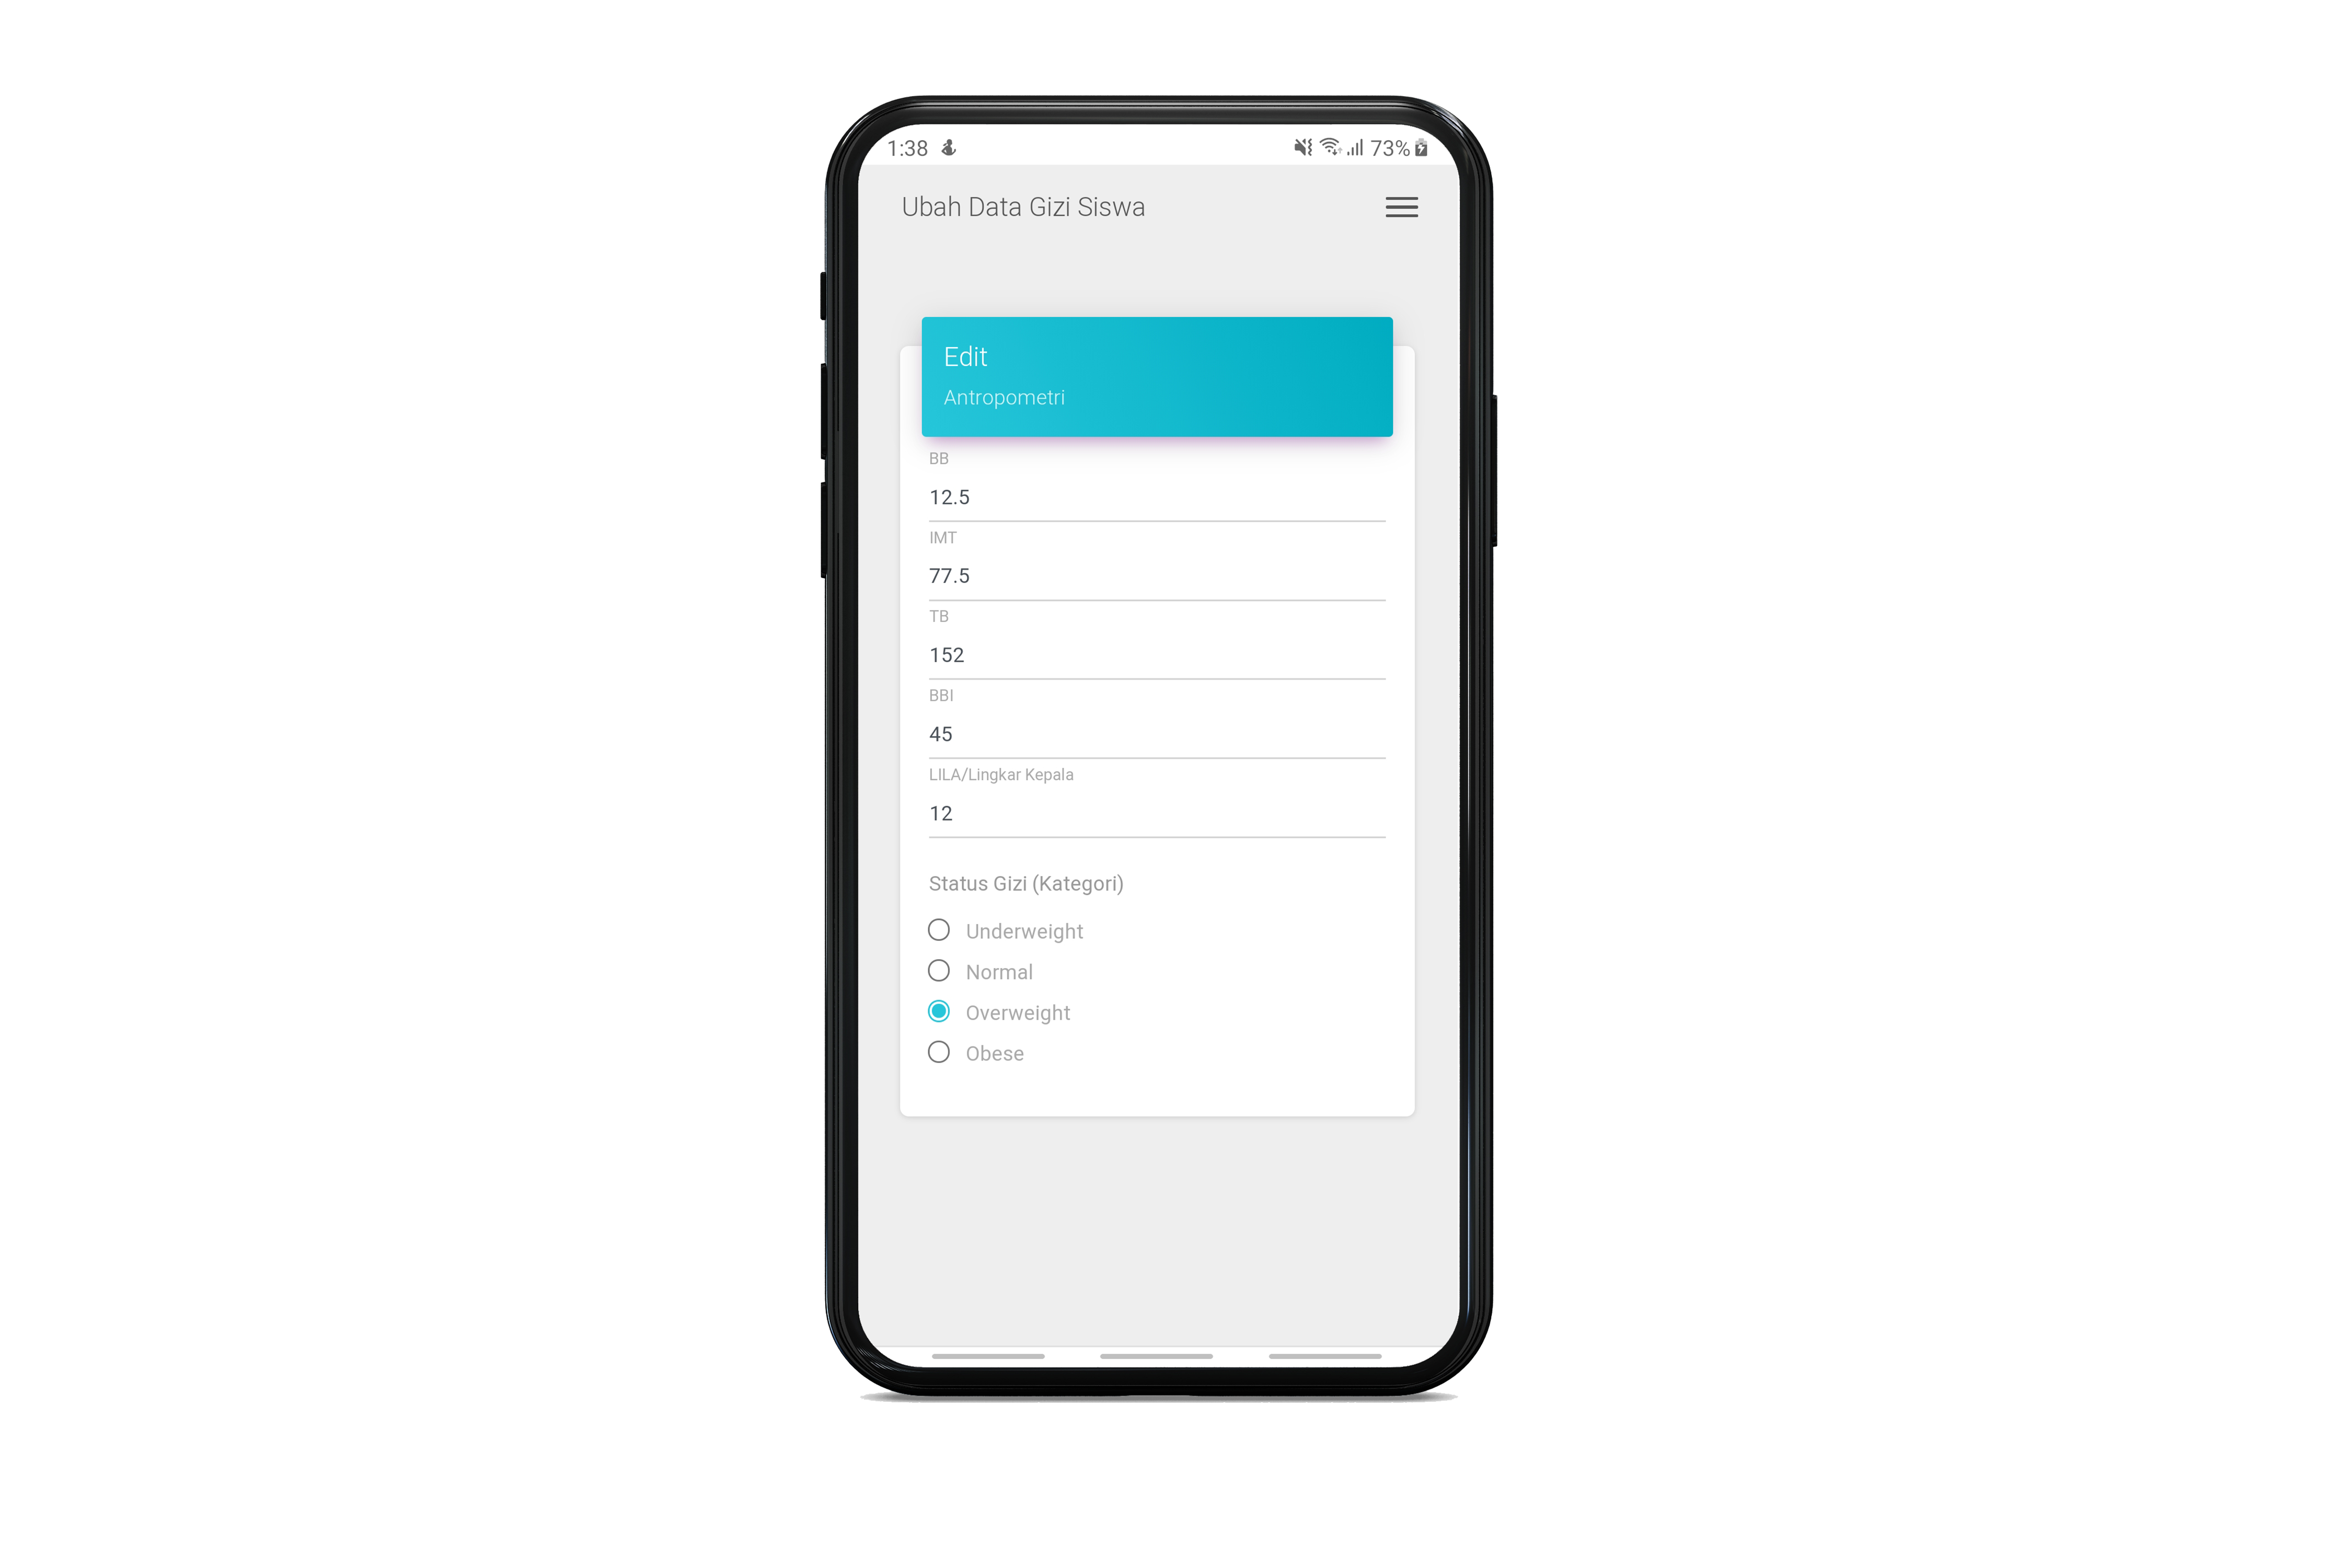 1:38
73%
Ubah Data Gizi Siswa
Edit
Antropometri
BB
12.5
IMT
77.5
TB
152
BBI
45
LILA/Lingkar Kepala
12
Status Gizi (Kategori)
Underweight
Normal
Overweight
Obese